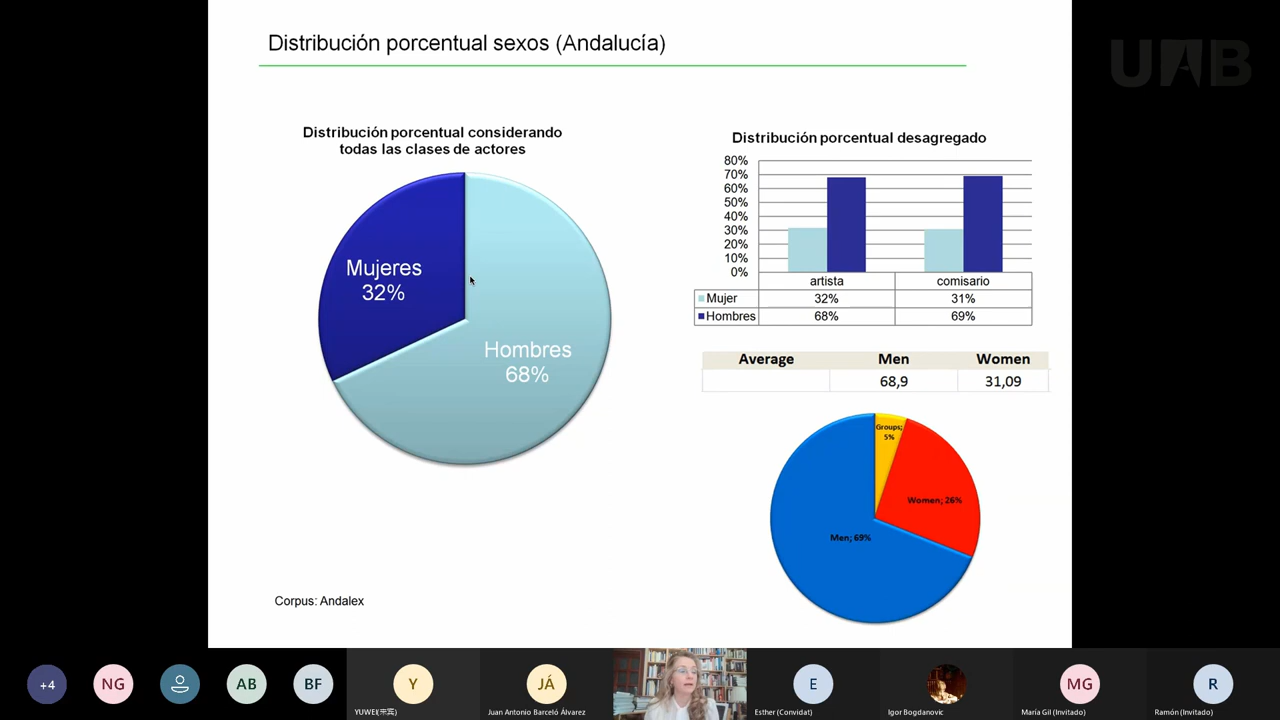 Distribución porcentual sexos (Andalucía)
UAB
Distribución porcentual considerando
todas las clases de actores
Mujeres
32%
Hombres
68%
Distribución porcentual desagregado
80%
70%
60%
50%
40%
30%
20%
10%
0%
artista comisario
Mujer 32% 31%
Hombres 68% 69%
Average Men Women
68,9 31,09
Groups;
5%
Women; 26%
Men; 69%
Corpus: Andalex
+4 NG AB BF Y JÁ E MG R
YUWEI(宋宾) Juan Antonio Barceló Álvarez Esther (Convidat) Igor Bogdanovic María Gil (Invitado) Ramón (Invitado)